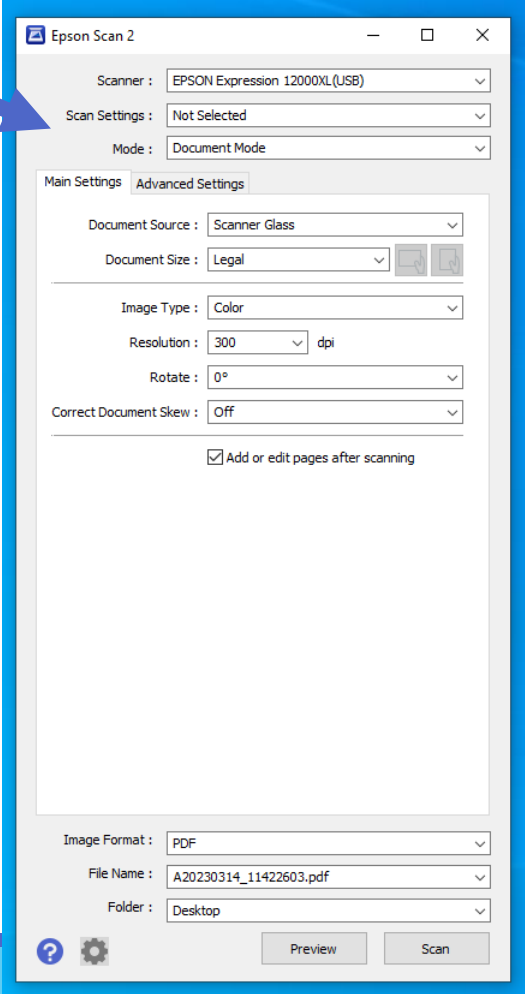 Epson Scan 2
Scanner : EPSON Expression 12000XL(USB)
Scan Settings : Not Selected
Mode : Document Mode
Main Settings Advanced Settings
Document Source : Scanner Glass
Document Size : Legal
Image Type : Color
Resolution : 300 dpi
Rotate : 0°
Correct Document Skew : Off
Add or edit pages after scanning
Image Format : PDF
File Name : A20230314_11422603.pdf
Folder : Desktop
? Preview Scan